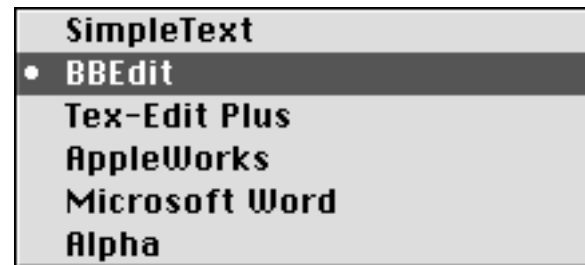 SimpleText
BBEdit
Tex-Edit Plus
AppleWorks
Microsoft Word
Alpha